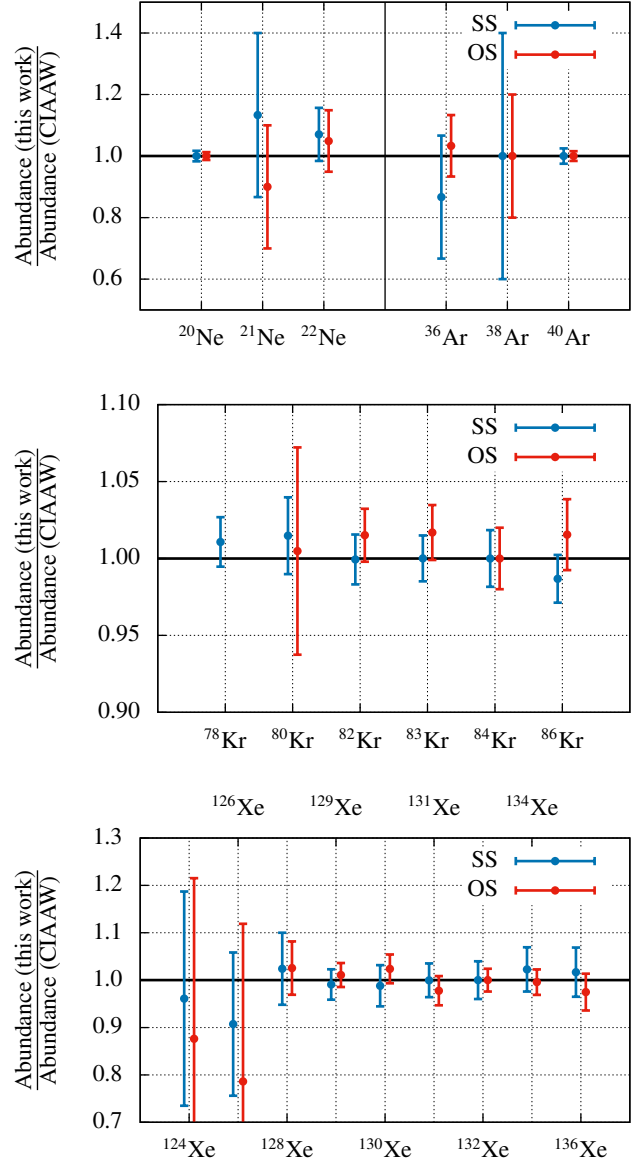 Abundance (this work)
Abundance (CIAAW)
1.4
1.2
1.0
0.8
0.6
SS
OS
²⁰Ne ²¹Ne ²²Ne ³⁶Ar ³⁸Ar ⁴⁰Ar
Abundance (this work)
Abundance (CIAAW)
1.10
1.05
1.00
0.95
0.90
SS
OS
⁷⁸Kr ⁸⁰Kr ⁸²Kr ⁸³Kr ⁸⁴Kr ⁸⁶Kr
¹²⁶Xe ¹²⁹Xe ¹³¹Xe ¹³⁴Xe
Abundance (this work)
Abundance (CIAAW)
1.3
1.2
1.1
1.0
0.9
0.8
0.7
SS
OS
¹²⁴Xe ¹²⁸Xe ¹³⁰Xe ¹³²Xe ¹³⁶Xe